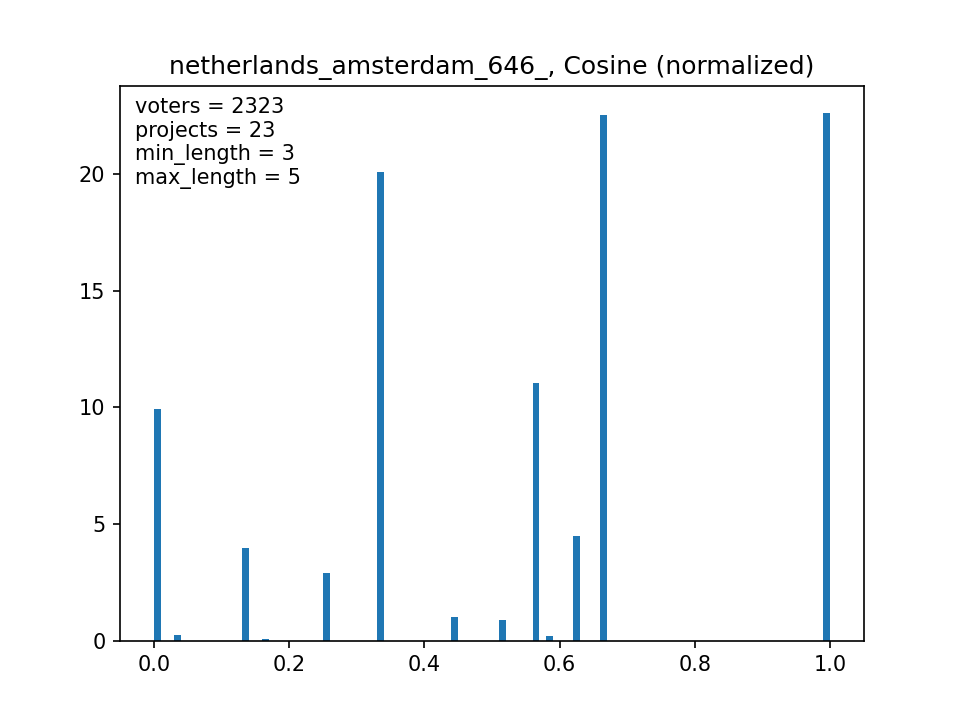 netherlands_amsterdam_646_, Cosine (normalized)
voters = 2323
projects = 23
min_length = 3
max_length = 5
20
15
10
5
0
0.0 0.2 0.4 0.6 0.8 1.0